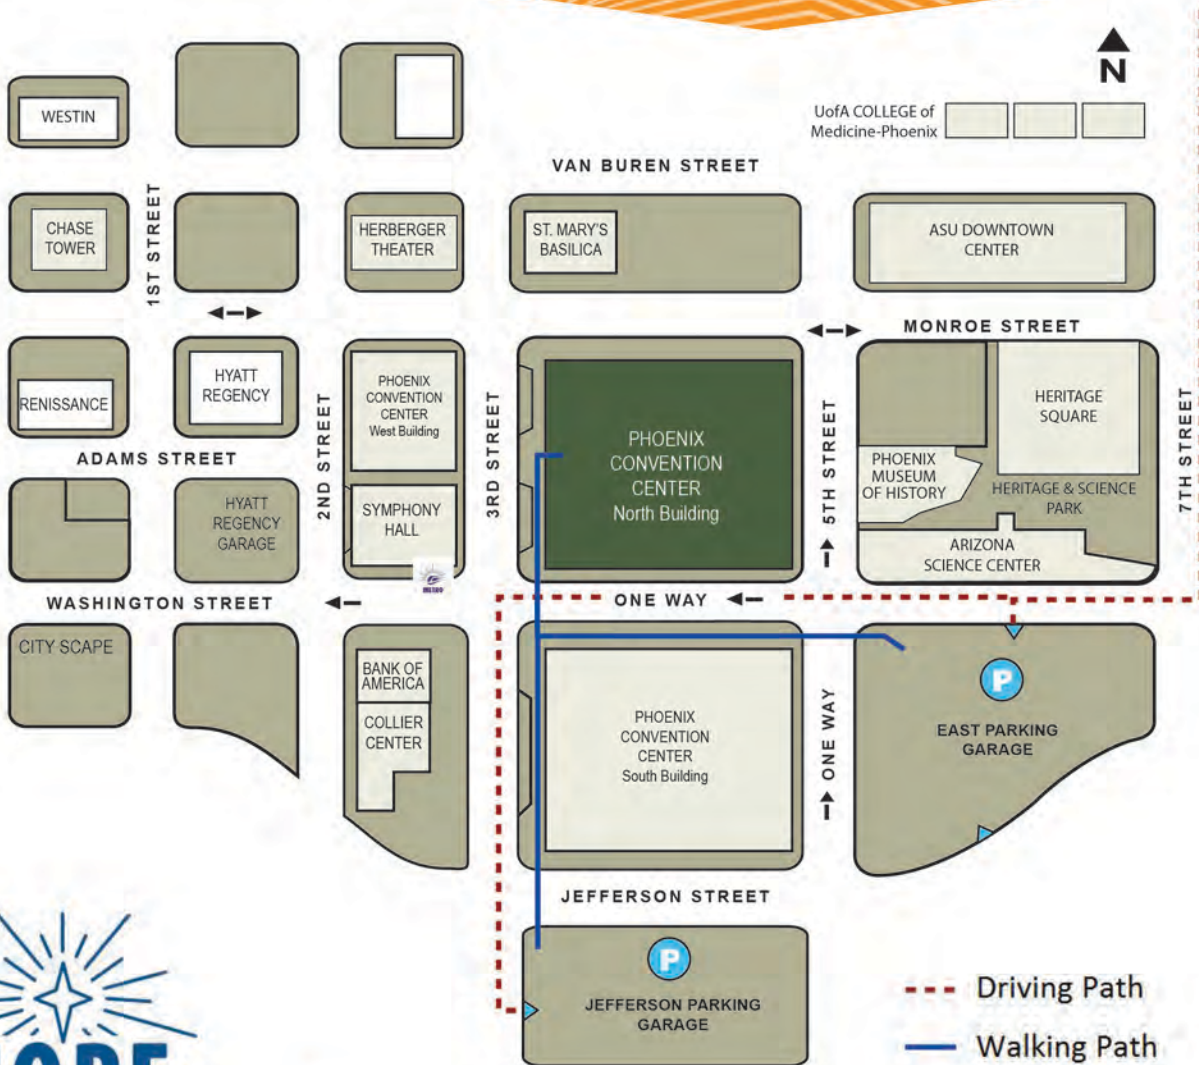 N
UofA COLLEGE of
Medicine-Phoenix
WESTIN
VAN BUREN STREET
CHASE
TOWER
1ST STREET
HERBERGER
THEATER
ST. MARY'S
BASILICA
ASU DOWNTOWN
CENTER
MONROE STREET
RENISSANCE
HYATT
REGENCY
2ND STREET
PHOENIX
CONVENTION
CENTER
West Building
3RD STREET
PHOENIX
CONVENTION
CENTER
North Building
5TH STREET
HERITAGE
SQUARE
7TH STREET
ADAMS STREET
PHOENIX
MUSEUM
OF HISTORY
HERITAGE & SCIENCE
PARK
HYATT
REGENCY
GARAGE
SYMPHONY
HALL
METRO
ARIZONA
SCIENCE CENTER
WASHINGTON STREET
ONE WAY
CITY SCAPE
BANK OF
AMERICA
COLLIER
CENTER
PHOENIX
CONVENTION
CENTER
South Building
ONE WAY
P
EAST PARKING
GARAGE
JEFFERSON STREET
P
JEFFERSON PARKING
GARAGE
Driving Path
Walking Path